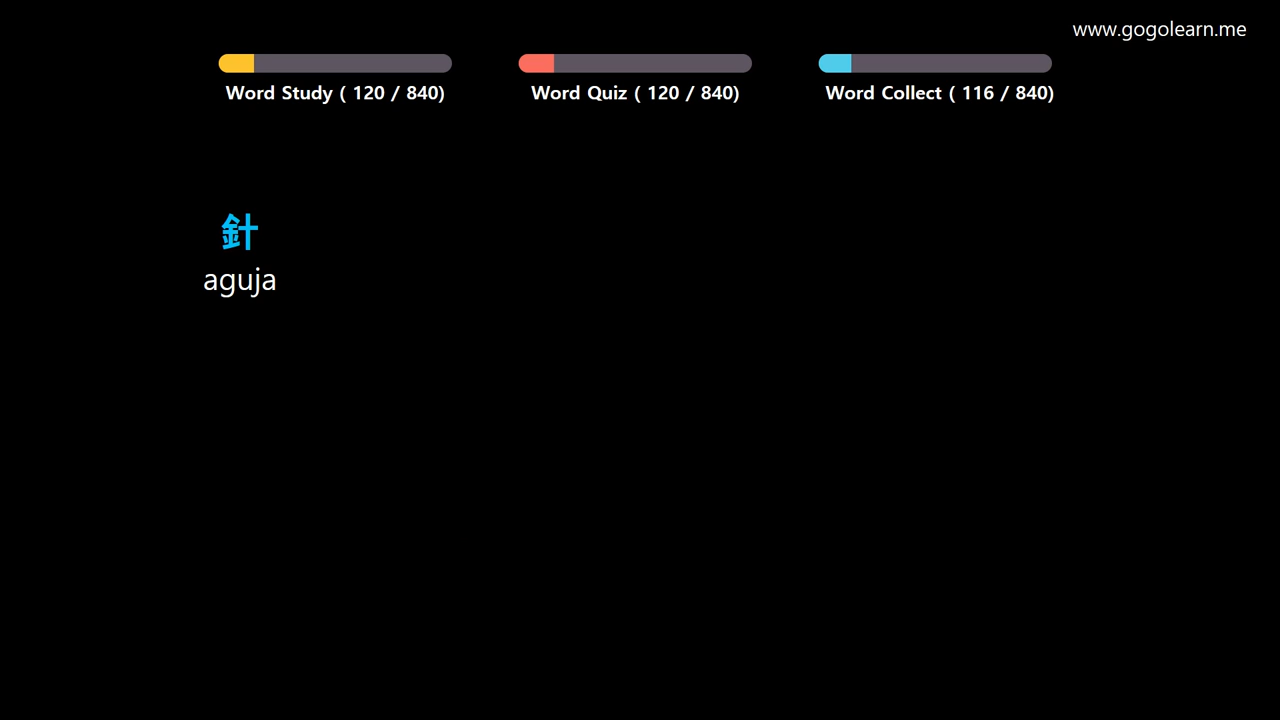 www.gogolearn.me
Word Study ( 120 / 840)
Word Quiz ( 120 / 840)
Word Collect ( 116 / 840)
針
aguja